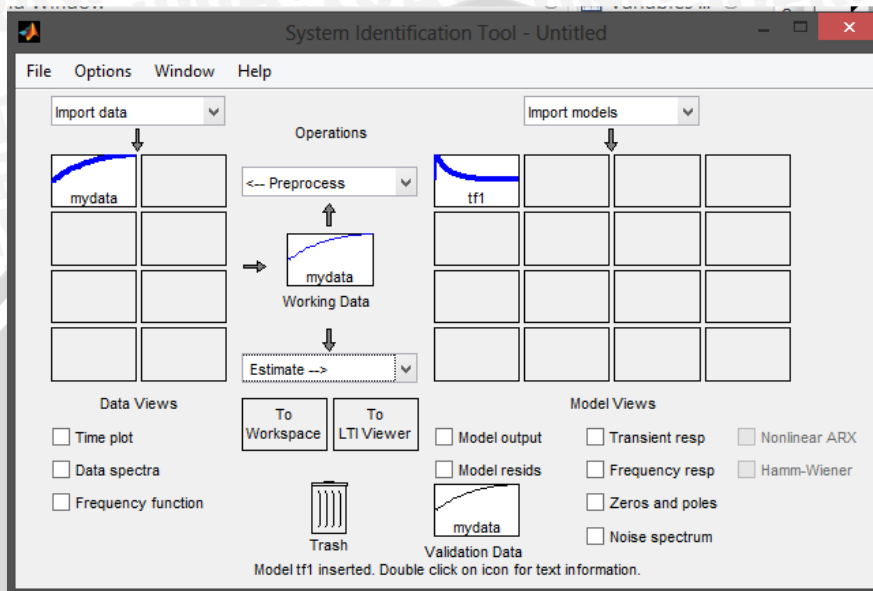 System Identification Tool - Untitled
File Options Window Help
Import data
Import models
Operations
mydata
<-- Preprocess
tf1
mydata
Working Data
Estimate -->
Data Views
To Workspace
To LTI Viewer
Model Views
Time plot
Data spectra
Frequency function
Model output
Model resids
Transient resp
Frequency resp
Zeros and poles
Noise spectrum
Nonlinear ARX
Hamm-Wiener
Trash
mydata
Validation Data
Model tf1 inserted. Double click on icon for text information.